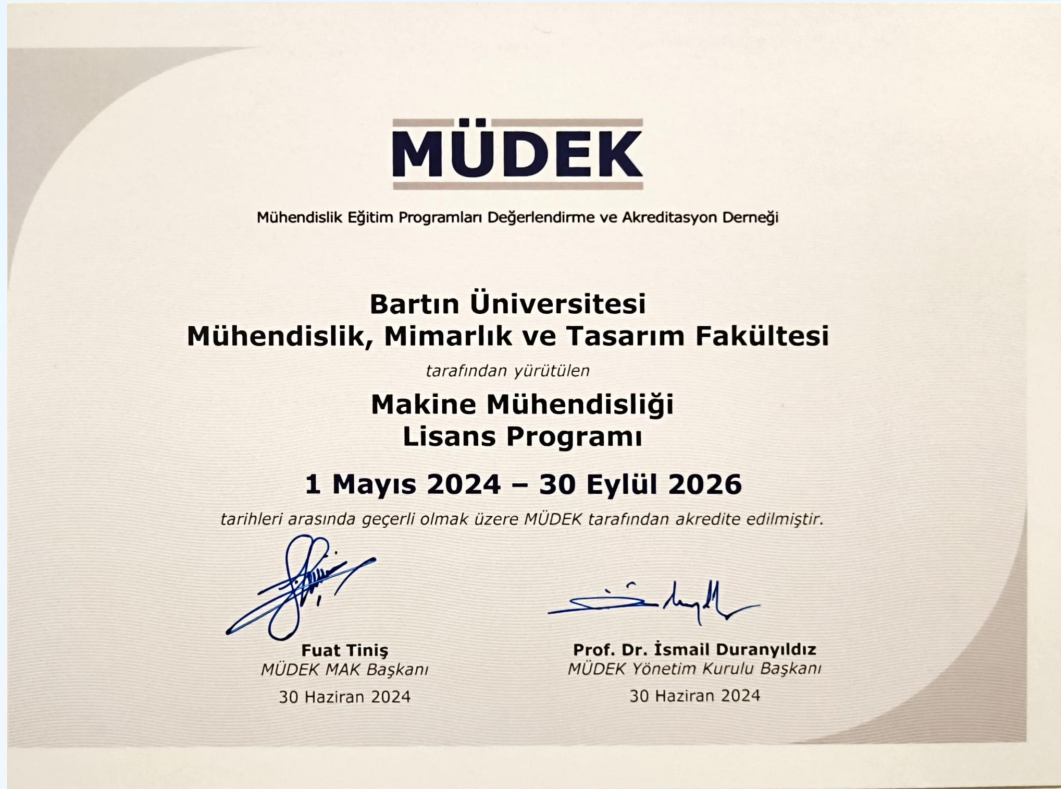 MÜDEK
Mühendislik Eğitim Programları Değerlendirme ve Akreditasyon Derneği
Bartın Üniversitesi
Mühendislik, Mimarlık ve Tasarım Fakültesi
tarafından yürütülen
Makine Mühendisliği
Lisans Programı
1 Mayıs 2024 – 30 Eylül 2026
tarihleri arasında geçerli olmak üzere MÜDEK tarafından akredite edilmiştir.
Fuat Tiniş
MÜDEK MAK Başkanı
30 Haziran 2024
Prof. Dr. İsmail Duranyıldız
MÜDEK Yönetim Kurulu Başkanı
30 Haziran 2024